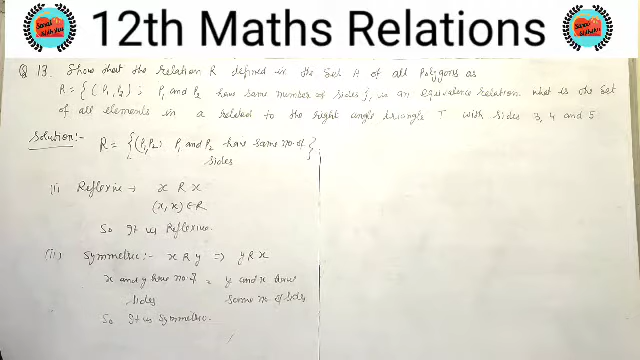 12th Maths Relations
Q 13. Show that the relation R defined in the set A of all Polygons as
R = { (P1, P2) : P1 and P2 have same number of sides }, is an equivalence relation. What is the set
of all elements in a related to the right angle triangle T with sides 3, 4 and 5
Solution:-
R = { (P1, P2) P1 and P2 have same no. of
sides }
(i) Reflexive → x R x
(x, x) ∈ R
So It is Reflexive.
(ii) Symmetric:- x R y ⇒ y R x
x and y have no. of = y and x have
sides same n of sides
So It is symmetric.